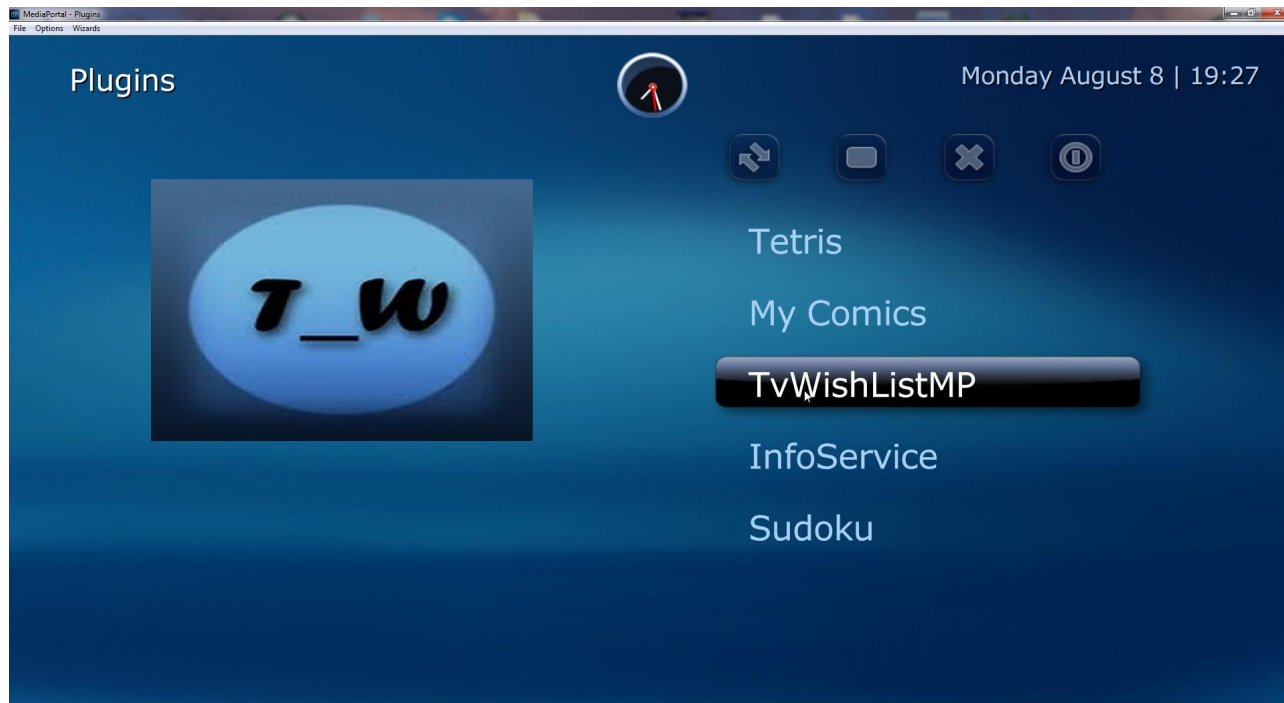 MediaPortal - Plugins
File Options Wizards
Plugins
Monday August 8 | 19:27
Tetris
My Comics
T_W
TvWishListMP
InfoService
Sudoku